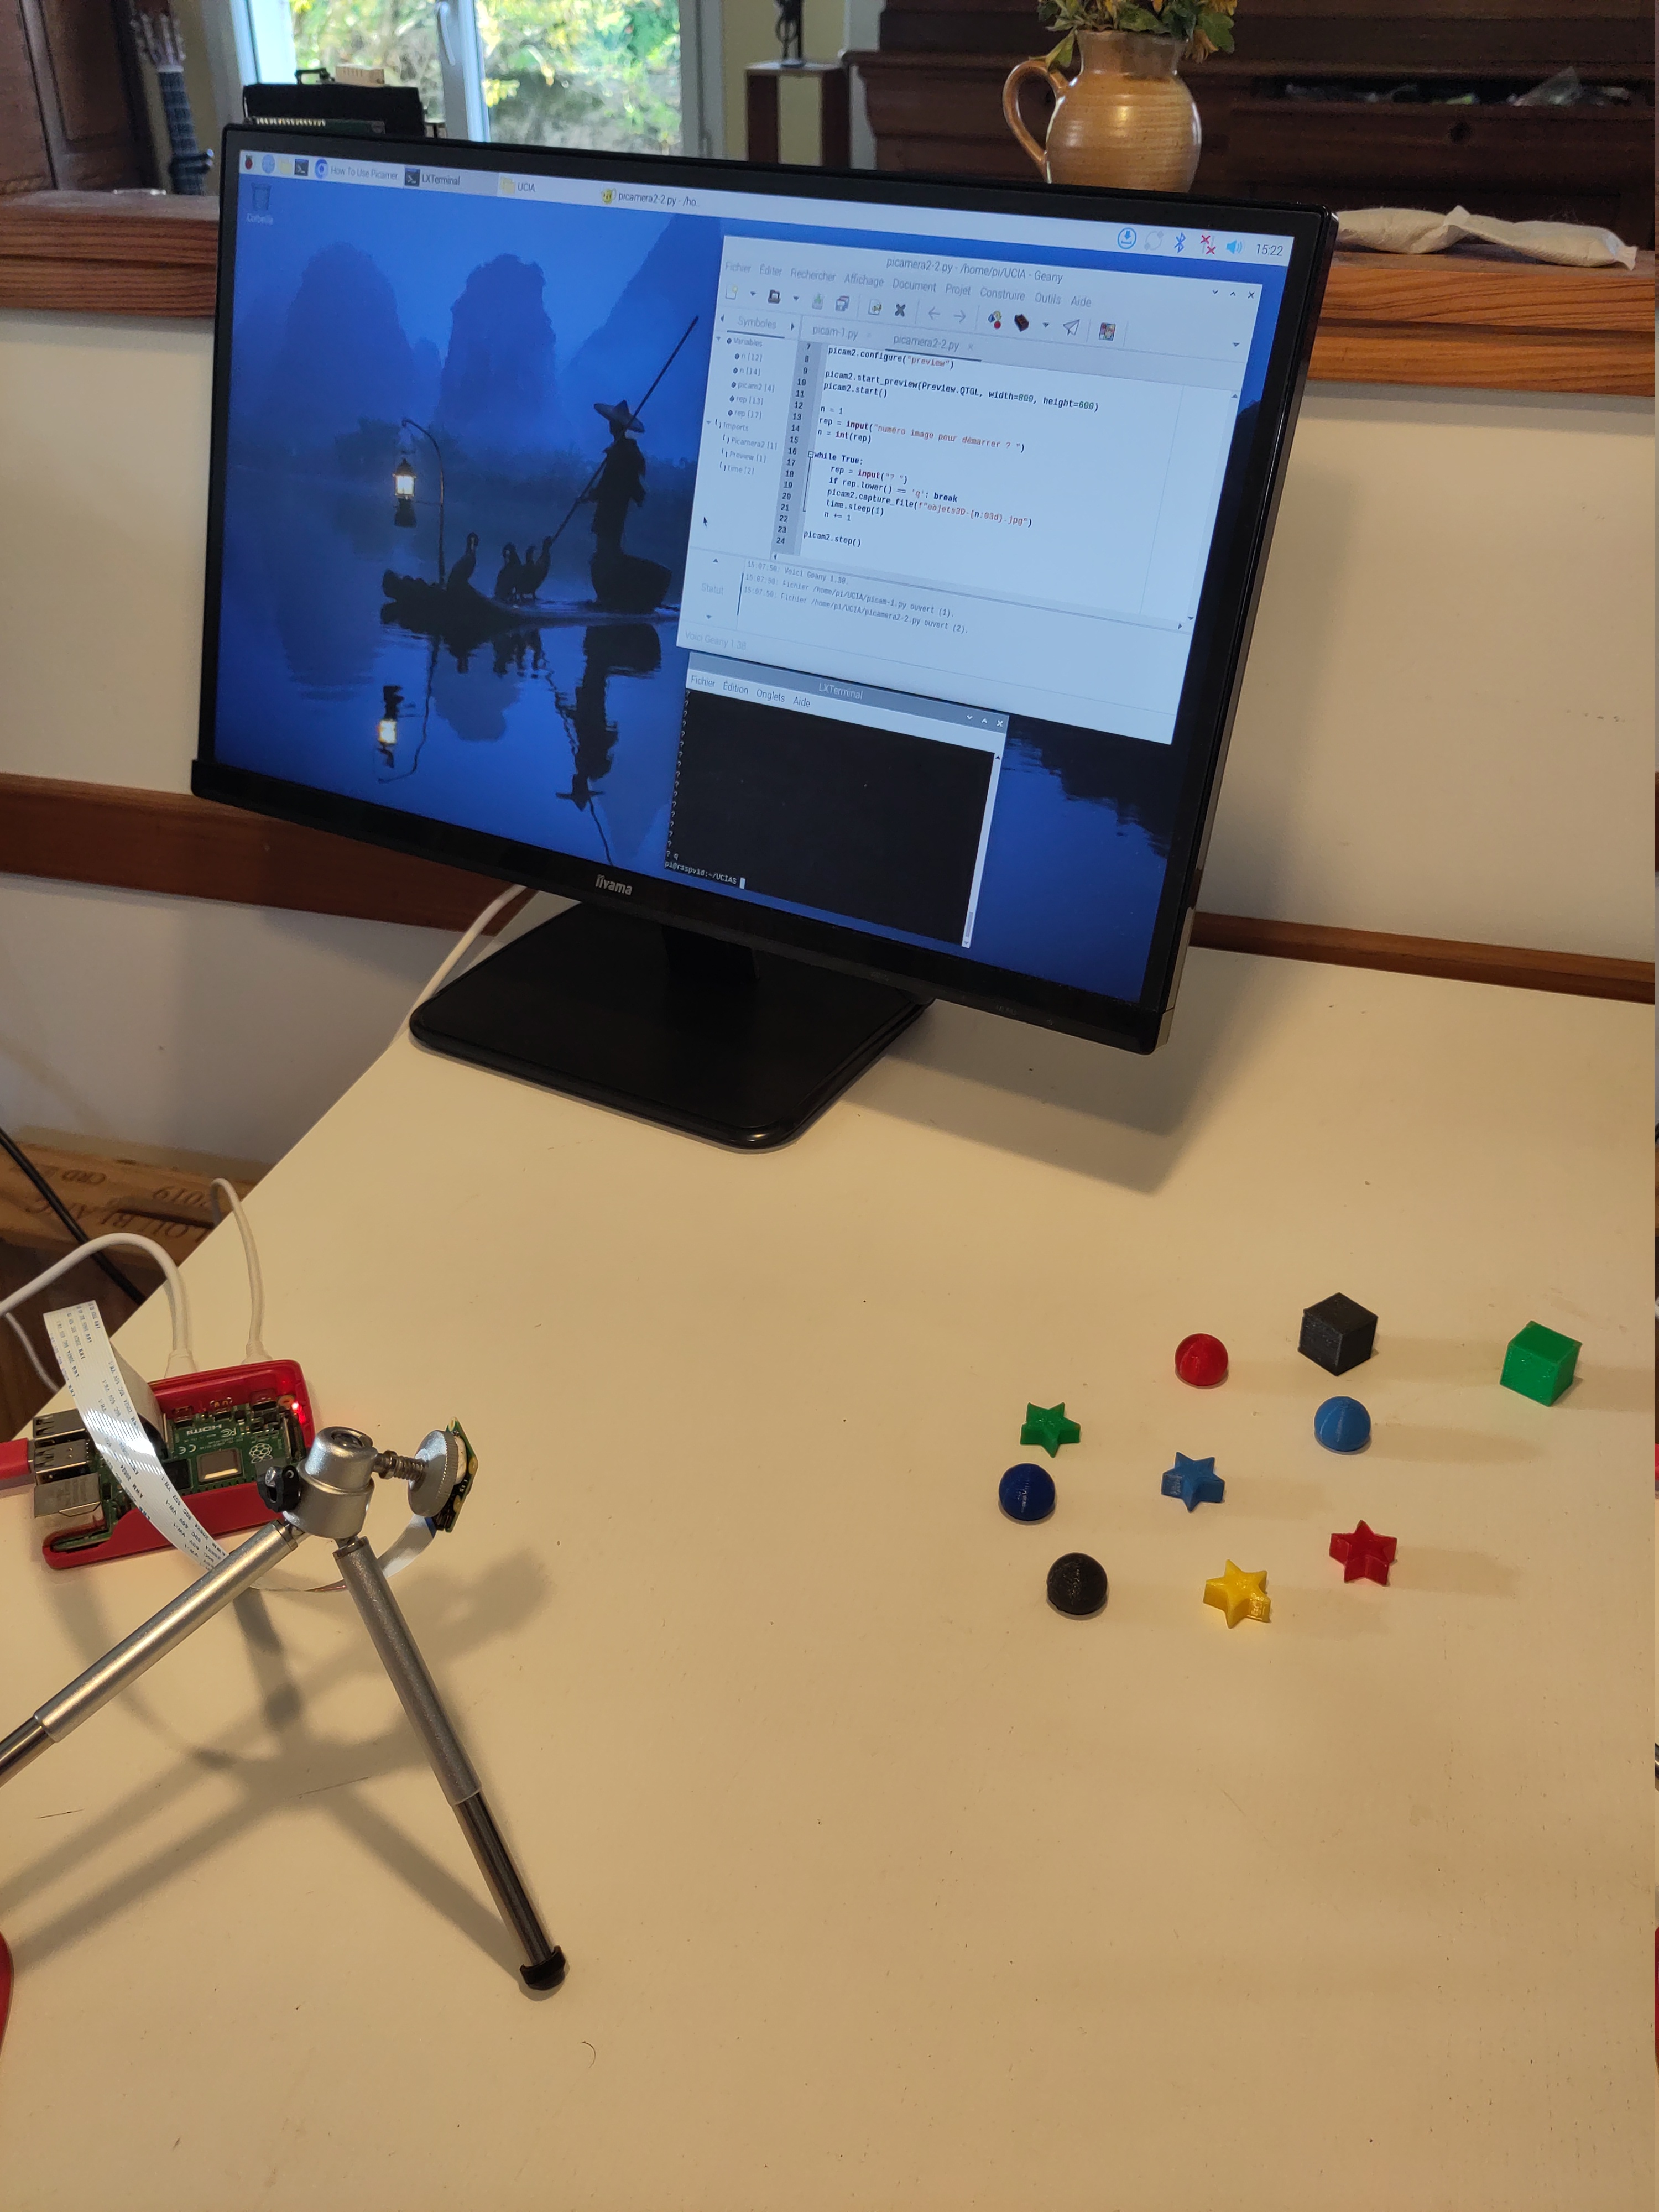 How To Use Picamer
LXTerminal
UCIA
picamera2-2.py - /ho..
15:22
Corbeille
picamera2-2.py - /home/pi/UCIA - Geany
Fichier Éditer Rechercher Affichage Document Projet Construire Outils Aide
Symboles
picam-1.py
picamera2-2.py
Variables
n [12]
n [14]
picam2 [4]
rep [13]
rep [17]
Imports
Picamera2 [1]
Preview [1]
time [2]
7
8 picam2.configure("preview")
9
10 picam2.start_preview(Preview.QTGL, width=800, height=600)
11 picam2.start()
12
13 n = 1
14 rep = input("numéro image pour démarrer ? ")
15 n = int(rep)
16
17 while True:
18 rep = input("? ")
19 if rep.lower() == 'q': break
20 picam2.capture_file(f"objets3D-{n:03d}.jpg")
21 time.sleep(1)
22 n += 1
23
24 picam2.stop()
Statut
15:07:50: Voici Geany 1.38.
15:07:50: Fichier /home/pi/UCIA/picam-1.py ouvert (1).
15:07:50: Fichier /home/pi/UCIA/picamera2-2.py ouvert (2).
Voici Geany 1.38.
LXTerminal
Fichier Édition Onglets Aide
?
?
?
?
?
?
?
?
?
?
?
?
?
? q
pi@raspvid:~/UCIA$
iiyama
2019
CRD
LOU BLANC
HDMI
FC
CE